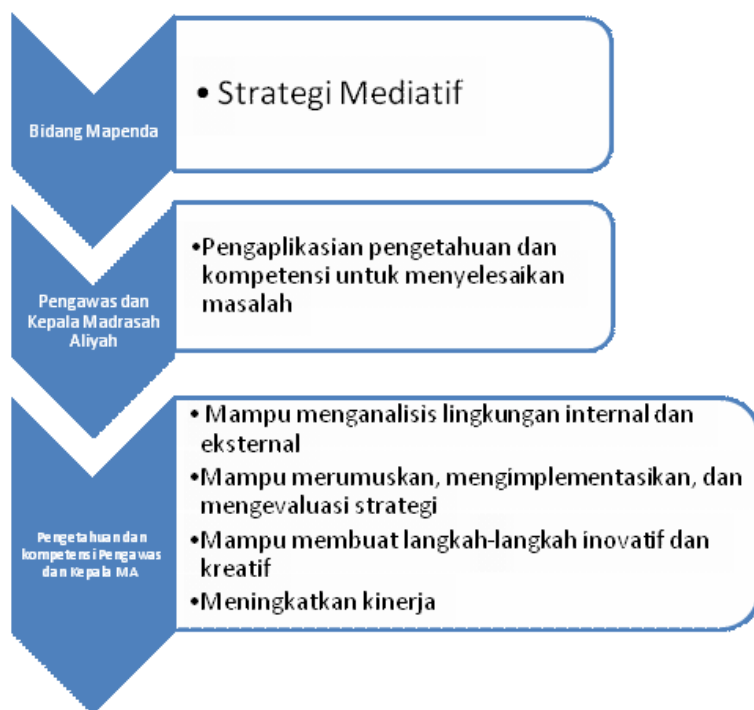 Bidang Mapenda
• Strategi Mediatif
Pengawas dan
Kepala Madrasah
Aliyah
•Pengaplikasian pengetahuan dan
kompetensi untuk menyelesaikan
masalah
Pengetahuan dan
kompetensi Pengawas
dan Kepala MA
• Mampu menganalisis lingkungan internal dan
eksternal
•Mampu merumuskan, mengimplementasikan, dan
mengevaluasi strategi
•Mampu membuat langkah-langkah inovatif dan
kreatif
•Meningkatkan kinerja